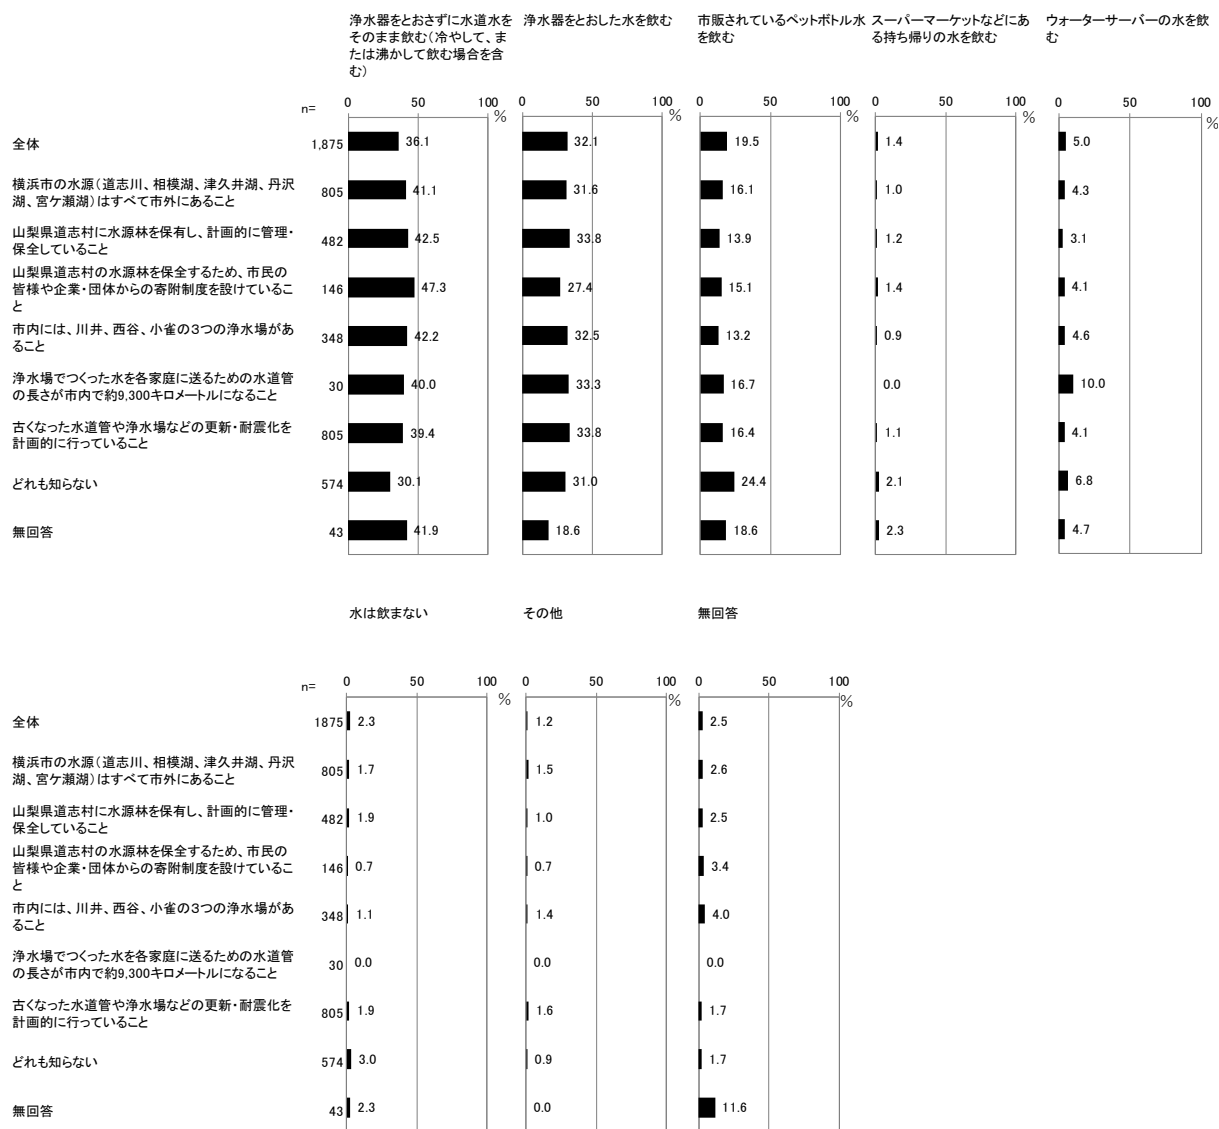 浄水器をとおさずに水道水を
そのまま飲む(冷やして、ま
たは沸かして飲む場合を含
む)
浄水器をとおした水を飲む
市販されているペットボトル水
を飲む
スーパーマーケットなどにあ
る持ち帰りの水を飲む
ウォーターサーバーの水を飲
む
n= 0 50 100 % 0 50 100 % 0 50 100 % 0 50 100 % 0 50 100 %
全体 1,875 36.1 32.1 19.5 1.4 5.0
横浜市の水源(道志川、相模湖、津久井湖、丹沢
湖、宮ケ瀬湖)はすべて市外にあること 805 41.1 31.6 16.1 1.0 4.3
山梨県道志村に水源林を保有し、計画的に管理・
保全していること 482 42.5 33.8 13.9 1.2 3.1
山梨県道志村の水源林を保全するため、市民の
皆様や企業・団体からの寄附制度を設けているこ
と 146 47.3 27.4 15.1 1.4 4.1
市内には、川井、西谷、小雀の3つの浄水場があ
ること 348 42.2 32.5 13.2 0.9 4.6
浄水場でつくった水を各家庭に送るための水道管
の長さが市内で約9,300キロメートルになること 30 40.0 33.3 16.7 0.0 10.0
古くなった水道管や浄水場などの更新・耐震化を
計画的に行っていること 805 39.4 33.8 16.4 1.1 4.1
どれも知らない 574 30.1 31.0 24.4 2.1 6.8
無回答 43 41.9 18.6 18.6 2.3 4.7
水は飲まない その他 無回答
n= 0 50 100 % 0 50 100 % 0 50 100 %
全体 1875 2.3 1.2 2.5
横浜市の水源(道志川、相模湖、津久井湖、丹沢
湖、宮ケ瀬湖)はすべて市外にあること 805 1.7 1.5 2.6
山梨県道志村に水源林を保有し、計画的に管理・
保全していること 482 1.9 1.0 2.5
山梨県道志村の水源林を保全するため、市民の
皆様や企業・団体からの寄附制度を設けているこ
と 146 0.7 0.7 3.4
市内には、川井、西谷、小雀の3つの浄水場があ
ること 348 1.1 1.4 4.0
浄水場でつくった水を各家庭に送るための水道管
の長さが市内で約9,300キロメートルになること 30 0.0 0.0 0.0
古くなった水道管や浄水場などの更新・耐震化を
計画的に行っていること 805 1.9 1.6 1.7
どれも知らない 574 3.0 0.9 1.7
無回答 43 2.3 0.0 11.6